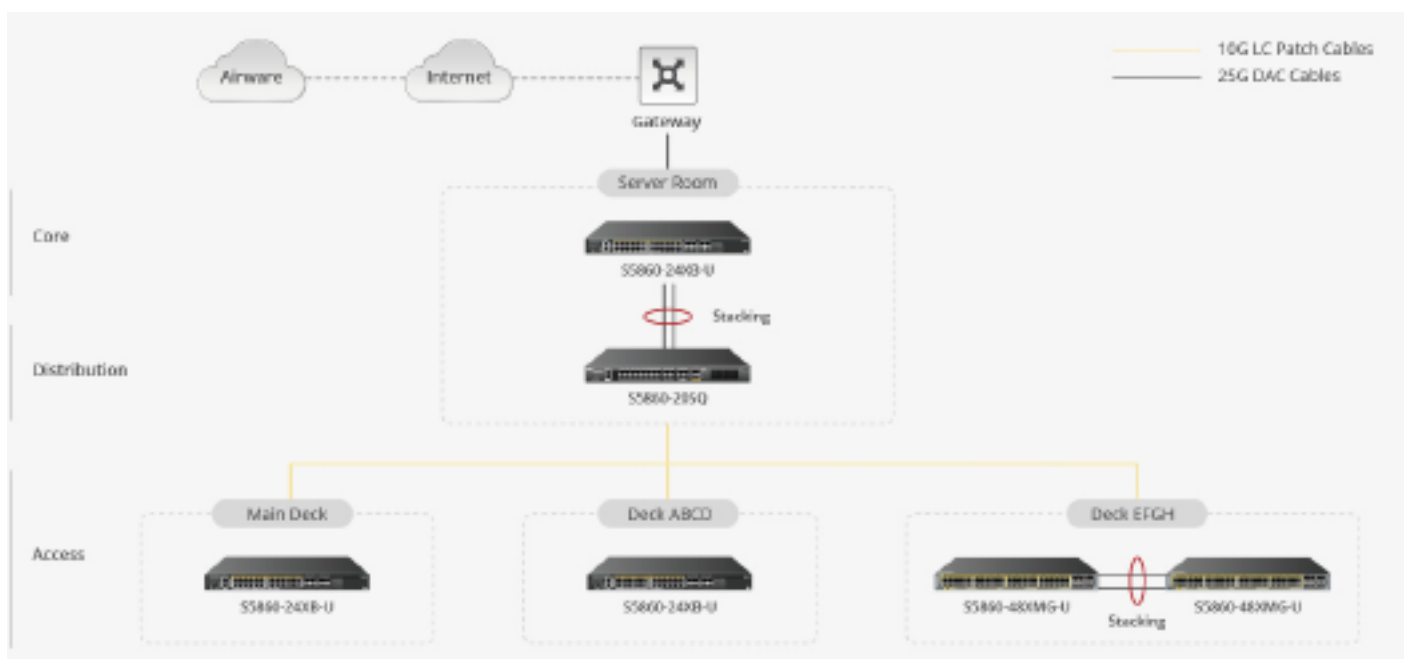 Airware
Internet
Gateway
10G LC Patch Cables
25G DAC Cables
Server Room
Core
S5860-24XB-U
Stacking
Distribution
S5860-20SQ
Main Deck
Deck ABCD
Deck EFGH
Access
S5860-24XB-U
S5860-24XB-U
S5860-48XMG-U
S5860-48XMG-U
Stacking